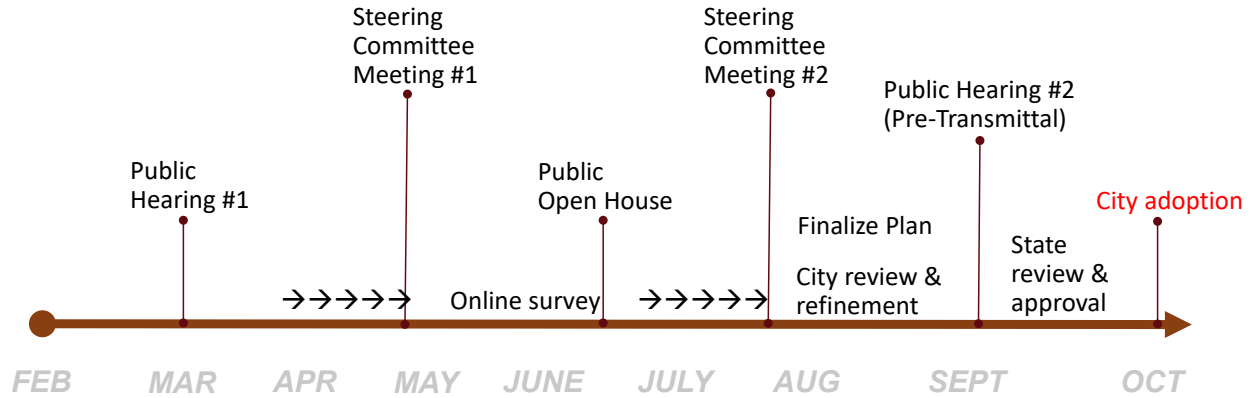 Steering
Committee
Meeting #1
Steering
Committee
Meeting #2
Public Hearing #2
(Pre-Transmittal)
Public
Hearing #1
Public
Open House
City adoption
Finalize Plan
State
review &
approval
City review &
refinement
Online survey
FEB MAR APR MAY JUNE JULY AUG SEPT OCT